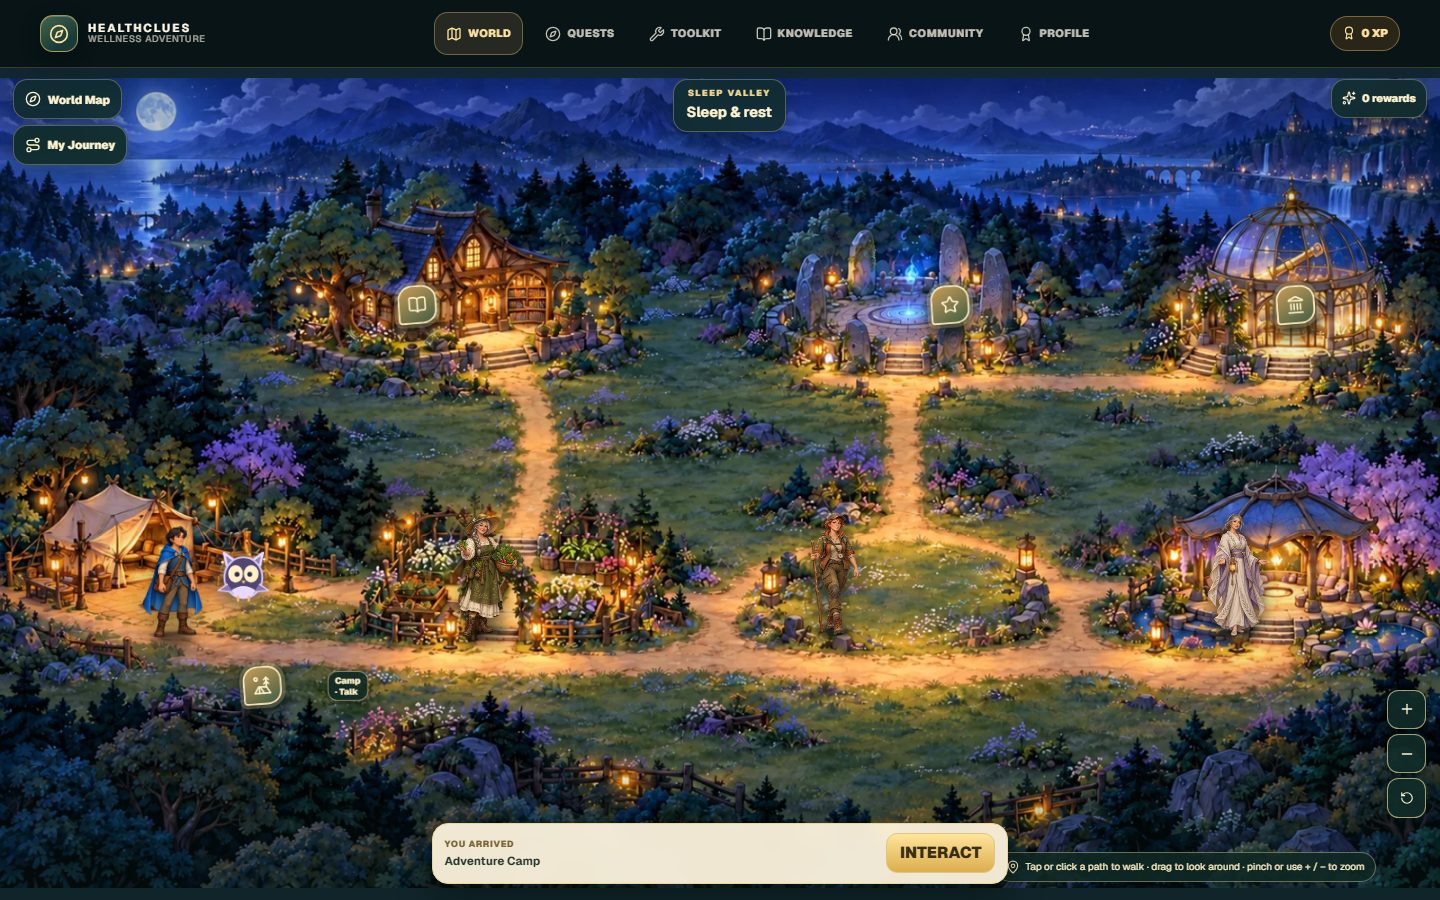 HEALTHCLUES
WELLNESS ADVENTURE
WORLD
QUESTS
TOOLKIT
KNOWLEDGE
COMMUNITY
PROFILE
0 XP
World Map
My Journey
SLEEP VALLEY
Sleep & rest
0 rewards
Camp
· Talk
YOU ARRIVED
Adventure Camp
INTERACT
Tap or click a path to walk · drag to look around · pinch or use + / − to zoom